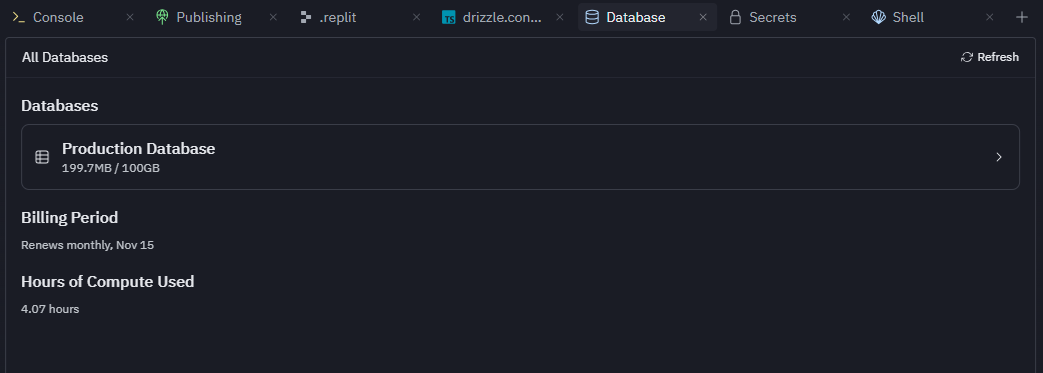 Console Publishing .replit TS drizzle.con... Database Secrets Shell
All Databases Refresh
Databases
Production Database
199.7MB / 100GB
Billing Period
Renews monthly, Nov 15
Hours of Compute Used
4.07 hours